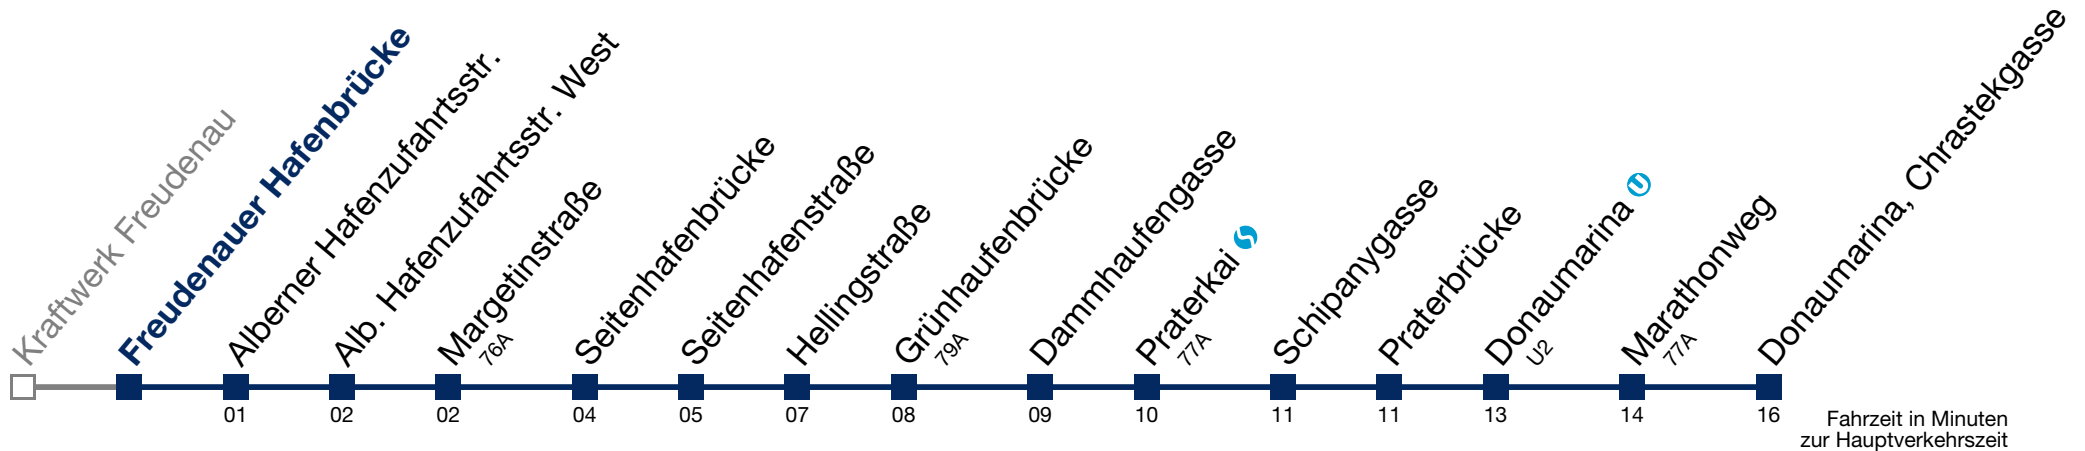 Kraftwerk Freudenau
Freudenauer Hafenbrücke
Alberner Hafenzufahrtsstr.
01
Alb. Hafenzufahrtsstr. West
02
Margetinstraße
76A
02
Seitenhafenbrücke
04
Seitenhafenstraße
05
Hellingstraße
07
Grünhaufenbrücke
79A
08
Dammhaufengasse
09
Praterkai
77A
10
Schipanygasse
11
Praterbrücke
11
Donaumarina
U2
13
Marathonweg
77A
14
Donaumarina, Chrastekgasse
16
Fahrzeit in Minuten
zur Hauptverkehrszeit